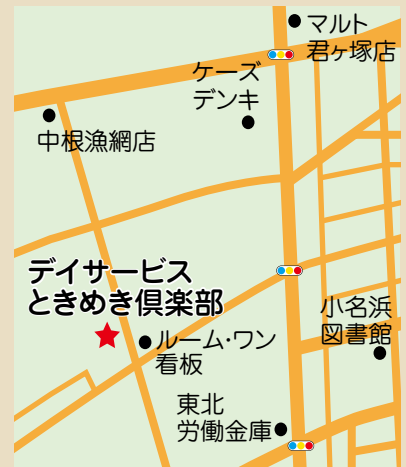 マルト
君ヶ塚店
ケーズ
デンキ
中根漁網店
デイサービス
ときめき倶楽部
ルーム・ワン
看板
小名浜
図書館
東北
労働金庫